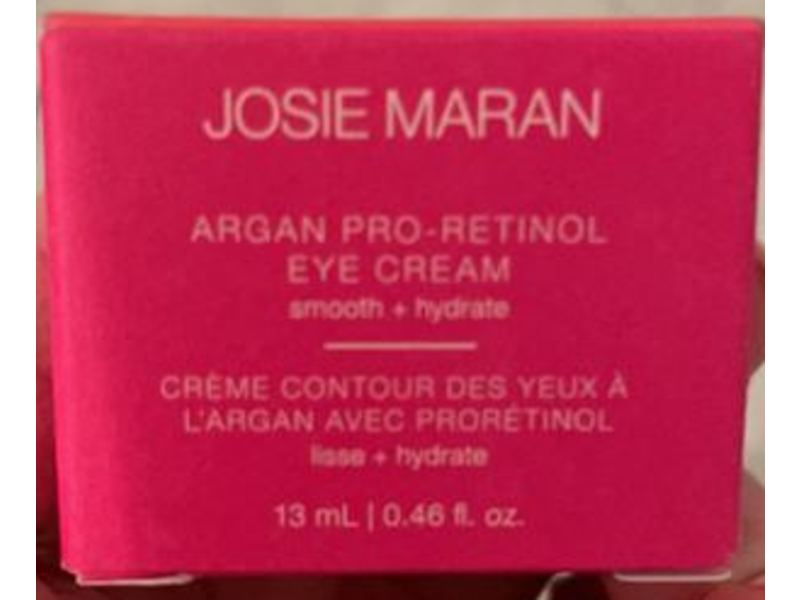 JOSIE MARAN
ARGAN PRO-RETINOL
EYE CREAM
smooth + hydrate
CRÈME CONTOUR DES YEUX À
L'ARGAN AVEC PRORÉTINOL
lisse + hydrate
13 mL | 0.46 fl. oz.